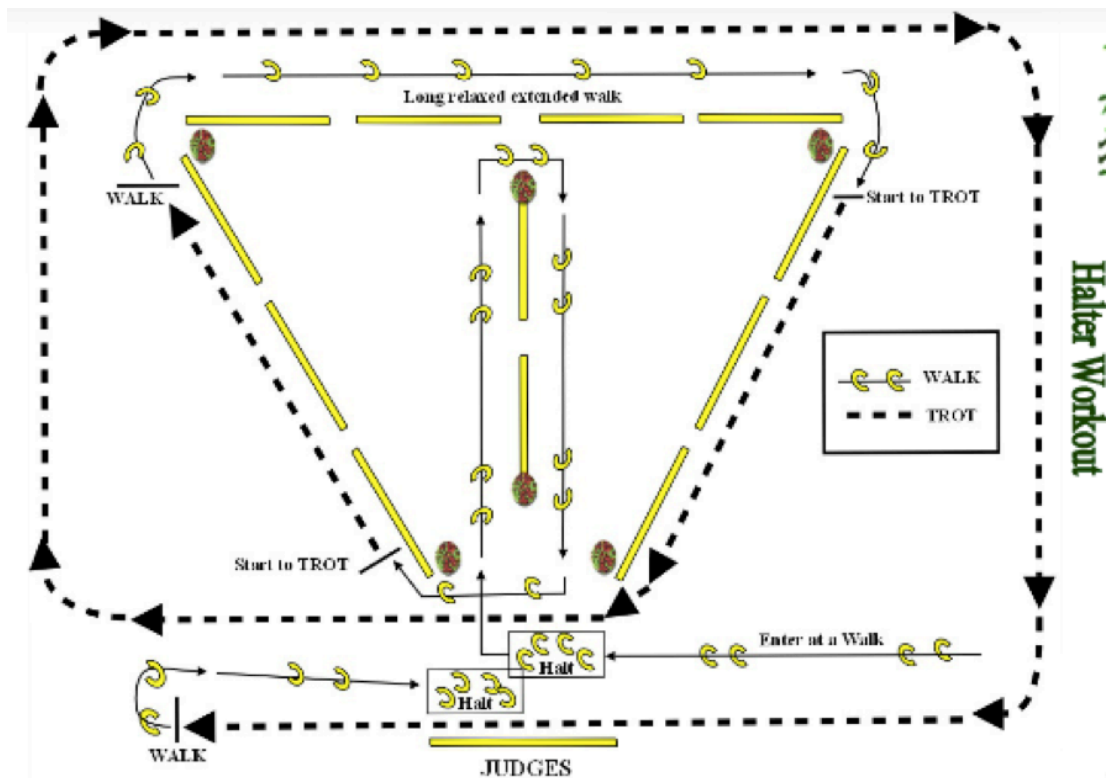 Long relaxed extended walk
WALK
Start to TROT
Halter Workout
WALK
TROT
Start to TROT
Enter at a Walk
Halt
Halt
WALK
JUDGES